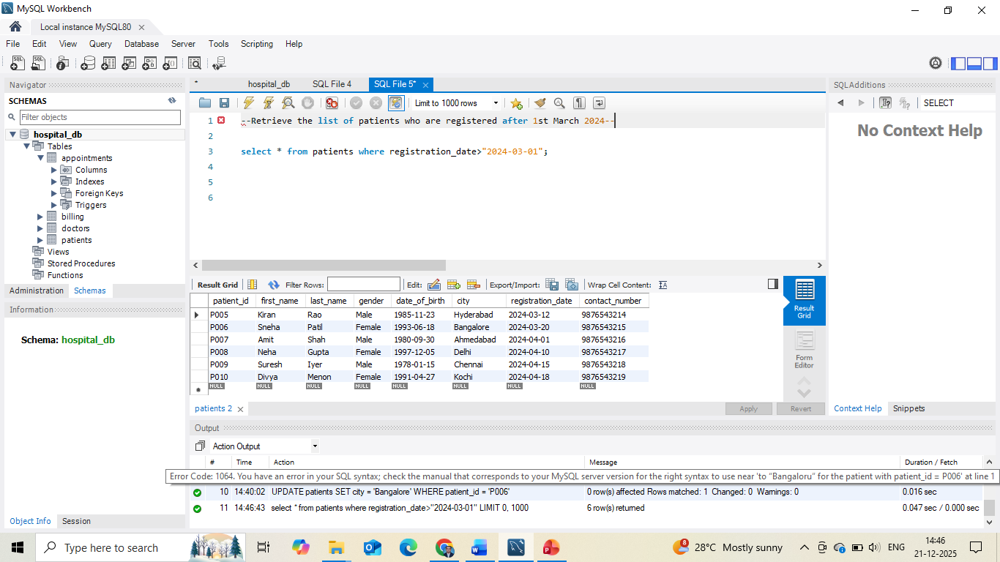 MySQL Workbench
Local instance MySQL80
File Edit View Query Database Server Tools Scripting Help
Navigator
SCHEMAS
Filter objects
hospital_db
Tables
appointments
Columns
Indexes
Foreign Keys
Triggers
billing
doctors
patients
Views
Stored Procedures
Functions
Administration Schemas
Information
Schema: hospital_db
Object Info Session
* hospital_db SQL File 4 SQL File 5*
Limit to 1000 rows
1 --Retrieve the list of patients who are registered after 1st March 2024--
2
3 select * from patients where registration_date>"2024-03-01";
4
5
6
Result Grid Filter Rows: Edit: Export/Import: Wrap Cell Content:
patient_id first_name last_name gender date_of_birth city registration_date contact_number
P005 Kiran Rao Male 1985-11-23 Hyderabad 2024-03-12 9876543214
P006 Sneha Patil Female 1993-06-18 Bangalore 2024-03-20 9876543215
P007 Amit Shah Male 1980-09-30 Ahmedabad 2024-04-01 9876543216
P008 Neha Gupta Female 1997-12-05 Delhi 2024-04-10 9876543217
P009 Suresh Iyer Male 1978-01-15 Chennai 2024-04-15 9876543218
P010 Divya Menon Female 1991-04-27 Kochi 2024-04-18 9876543219
NULL NULL NULL NULL NULL NULL NULL NULL
Result Grid
Form Editor
patients 2
Apply Revert
SQLAdditions
SELECT
No Context Help
Context Help Snippets
Output
Action Output
# Time Action Message Duration / Fetch
Error Code: 1064. You have an error in your SQL syntax; check the manual that corresponds to your MySQL server version for the right syntax to use near 'to “Bangaloru” for the patient with patient_id = P006' at line 1
10 14:40:02 UPDATE patients SET city = 'Bangalore' WHERE patient_id = 'P006' 0 row(s) affected Rows matched: 1 Changed: 0 Warnings: 0 0.016 sec
11 14:46:43 select * from patients where registration_date>"2024-03-01" LIMIT 0, 1000 6 row(s) returned 0.047 sec / 0.000 sec
Type here to search
28°C Mostly sunny
ENG
14:46
21-12-2025